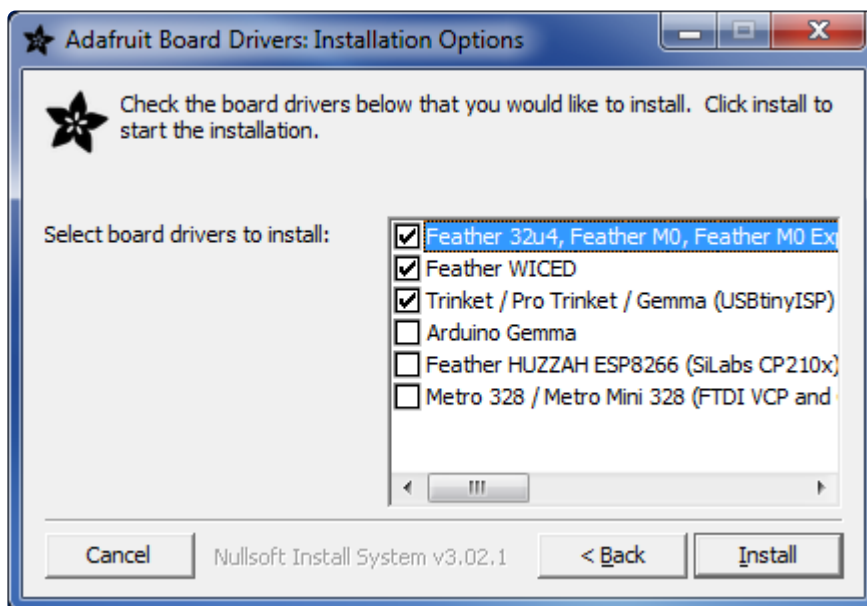 Adafruit Board Drivers: Installation Options
Check the board drivers below that you would like to install. Click install to
start the installation.
Select board drivers to install:
Feather 32u4, Feather M0, Feather M0
Feather WICED
Trinket / Pro Trinket / Gemma (USBtinyISP)
Arduino Gemma
Feather HUZZAH ESP8266 (SiLabs CP210x)
Metro 328 / Metro Mini 328 (FTDI VCP and
Cancel
Nullsoft Install System v3.02.1
< Back
Install